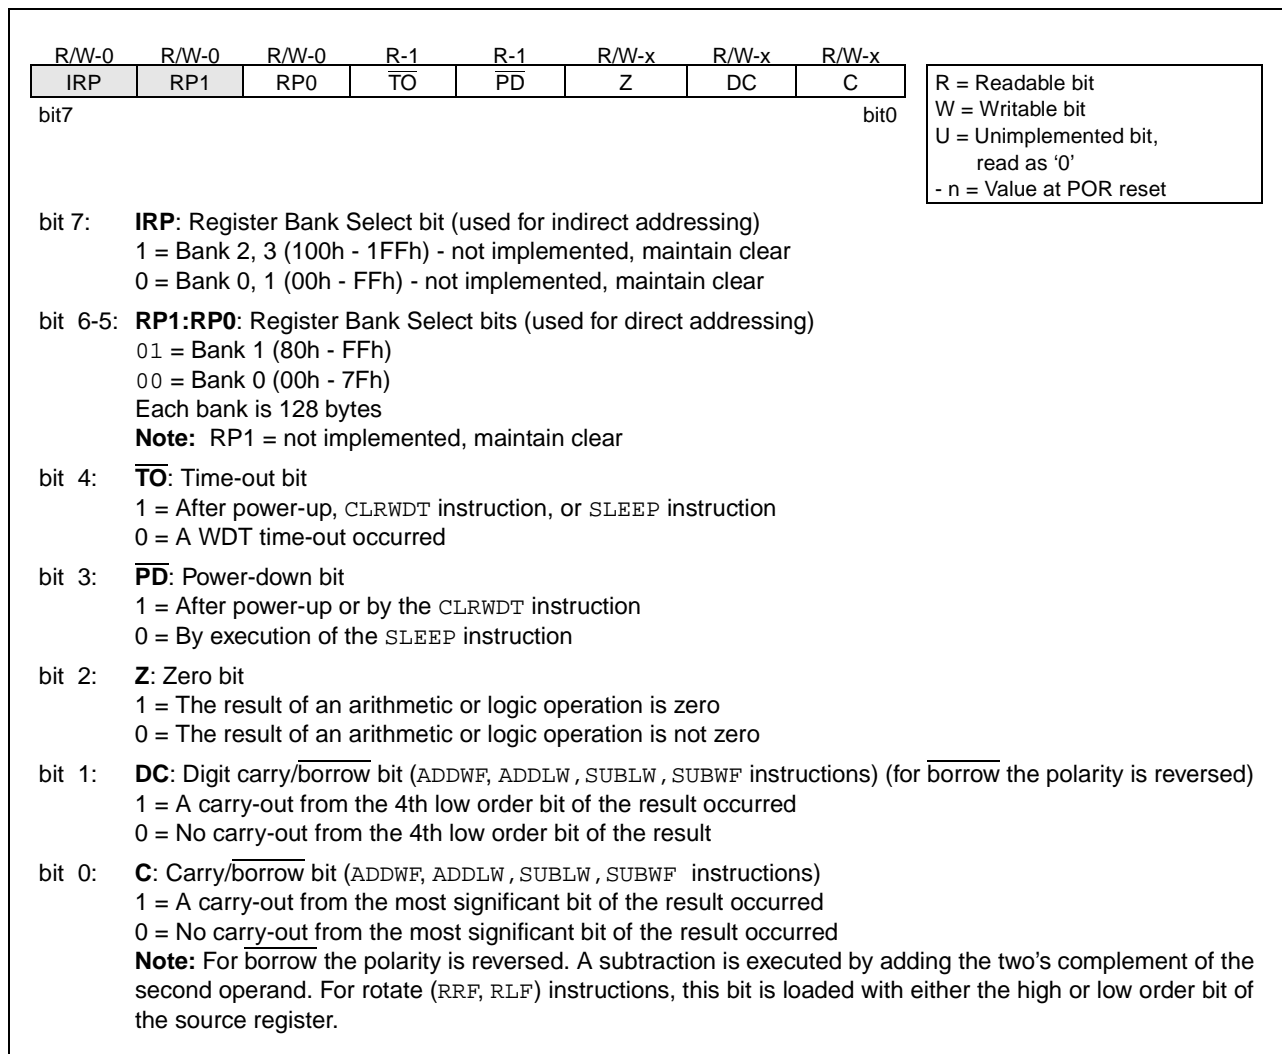 R/W-0 R/W-0 R/W-0 R-1 R-1 R/W-x R/W-x R/W-x
IRP RP1 RP0 T̅O̅ P̅D̅ Z DC C
bit7 bit0
R = Readable bit
W = Writable bit
U = Unimplemented bit,
read as ‘0’
- n = Value at POR reset
bit 7: IRP: Register Bank Select bit (used for indirect addressing)
1 = Bank 2, 3 (100h - 1FFh) - not implemented, maintain clear
0 = Bank 0, 1 (00h - FFh) - not implemented, maintain clear
bit 6-5: RP1:RP0: Register Bank Select bits (used for direct addressing)
01 = Bank 1 (80h - FFh)
00 = Bank 0 (00h - 7Fh)
Each bank is 128 bytes
Note: RP1 = not implemented, maintain clear
bit 4: T̅O̅: Time-out bit
1 = After power-up, CLRWDT instruction, or SLEEP instruction
0 = A WDT time-out occurred
bit 3: P̅D̅: Power-down bit
1 = After power-up or by the CLRWDT instruction
0 = By execution of the SLEEP instruction
bit 2: Z: Zero bit
1 = The result of an arithmetic or logic operation is zero
0 = The result of an arithmetic or logic operation is not zero
bit 1: DC: Digit carry/b̅o̅r̅r̅o̅w̅ bit (ADDWF, ADDLW,SUBLW,SUBWF instructions) (for b̅o̅r̅r̅o̅w̅ the polarity is reversed)
1 = A carry-out from the 4th low order bit of the result occurred
0 = No carry-out from the 4th low order bit of the result
bit 0: C: Carry/b̅o̅r̅r̅o̅w̅ bit (ADDWF, ADDLW,SUBLW,SUBWF instructions)
1 = A carry-out from the most significant bit of the result occurred
0 = No carry-out from the most significant bit of the result occurred
Note: For b̅o̅r̅r̅o̅w̅ the polarity is reversed. A subtraction is executed by adding the two’s complement of the
second operand. For rotate (RRF, RLF) instructions, this bit is loaded with either the high or low order bit of
the source register.